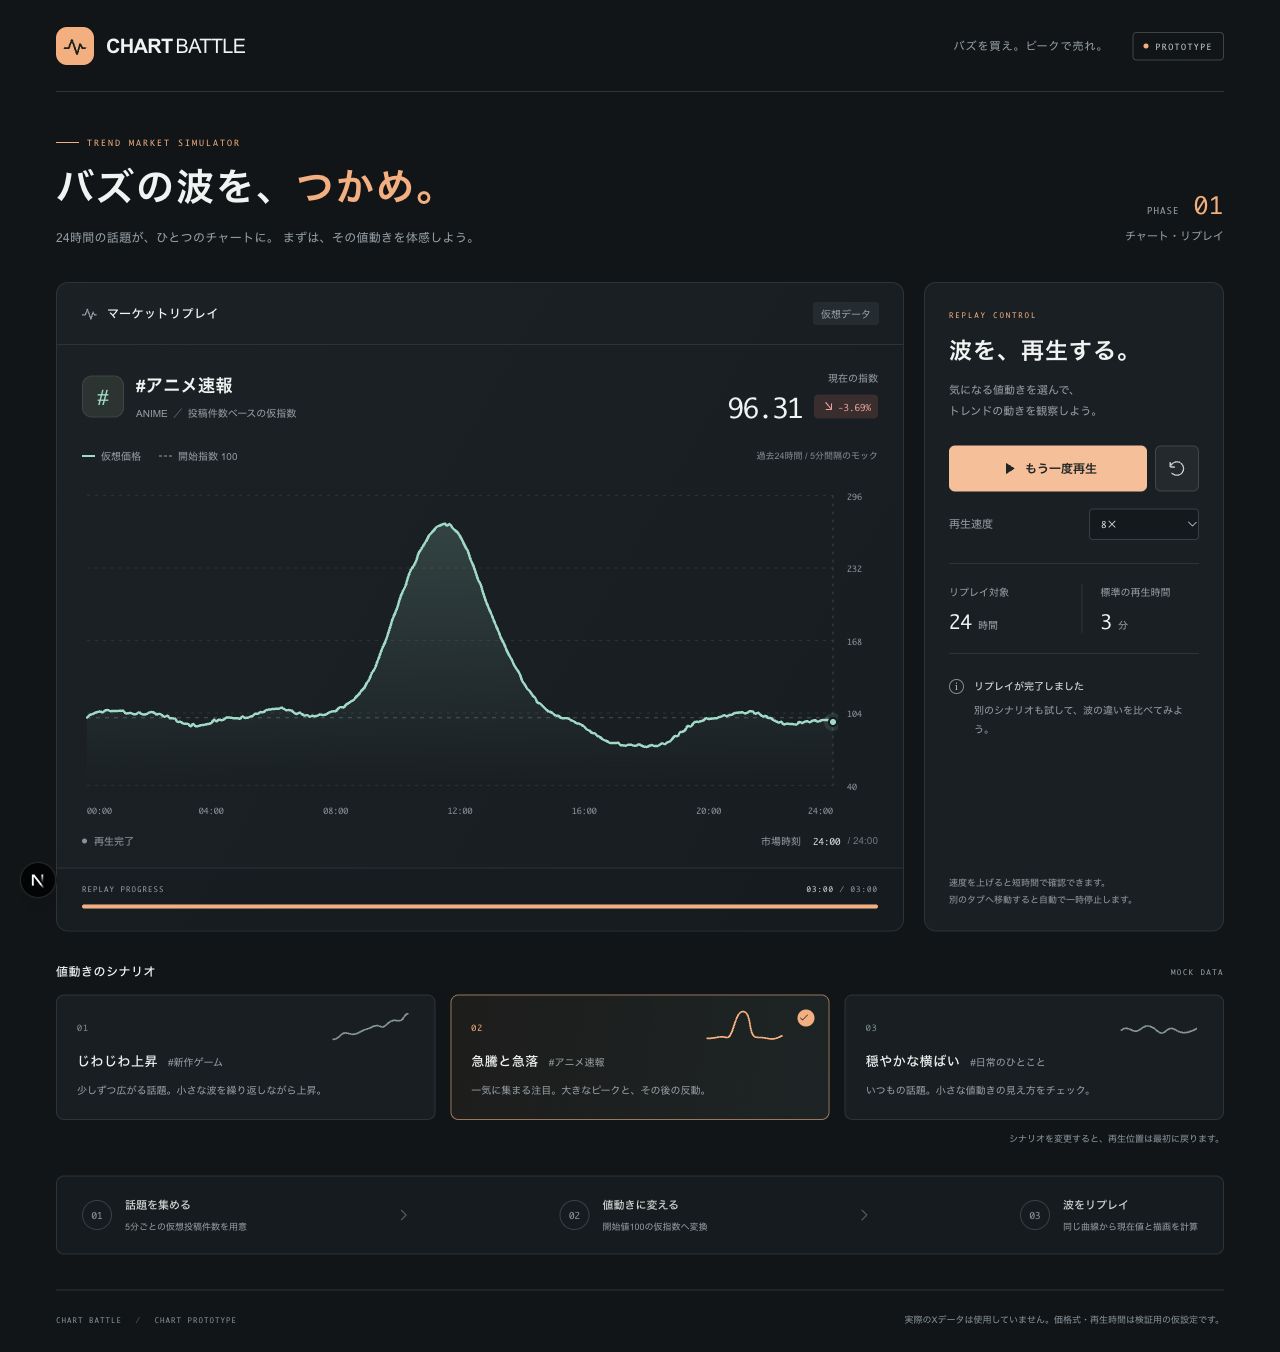 CHART BATTLE
バズを買え。ピークで売れ。
PROTOTYPE
TREND MARKET SIMULATOR
バズの波を、つかめ。
24時間の話題が、ひとつのチャートに。 まずは、その値動きを体感しよう。
PHASE 01
チャート・リプレイ
マーケットリプレイ
仮想データ
#
#アニメ速報
ANIME ／ 投稿件数ベースの仮指数
現在の指数
96.31
-3.69%
仮想価格
開始指数 100
過去24時間 / 5分間隔のモック
296
232
168
104
40
00:00 04:00 08:00 12:00 16:00 20:00 24:00
再生完了
市場時刻 24:00 / 24:00
REPLAY PROGRESS
03:00 / 03:00
REPLAY CONTROL
波を、再生する。
気になる値動きを選んで、
トレンドの動きを観察しよう。
もう一度再生
再生速度
8×
リプレイ対象
24 時間
標準の再生時間
3 分
リプレイが完了しました
別のシナリオも試して、波の違いを比べてみよ
う。
速度を上げると短時間で確認できます。
別のタブへ移動すると自動で一時停止します。
N
値動きのシナリオ
MOCK DATA
01
じわじわ上昇 #新作ゲーム
少しずつ広がる話題。小さな波を繰り返しながら上昇。
02
急騰と急落 #アニメ速報
一気に集まる注目。大きなピークと、その後の反動。
03
穏やかな横ばい #日常のひとこと
いつもの話題。小さな値動きの見え方をチェック。
シナリオを変更すると、再生位置は最初に戻ります。
01
話題を集める
5分ごとの仮想投稿件数を用意
02
値動きに変える
開始値100の仮指数へ変換
03
波をリプレイ
同じ曲線から現在値と描画を計算
CHART BATTLE / CHART PROTOTYPE
実際のXデータは使用していません。価格式・再生時間は検証用の仮設定です。